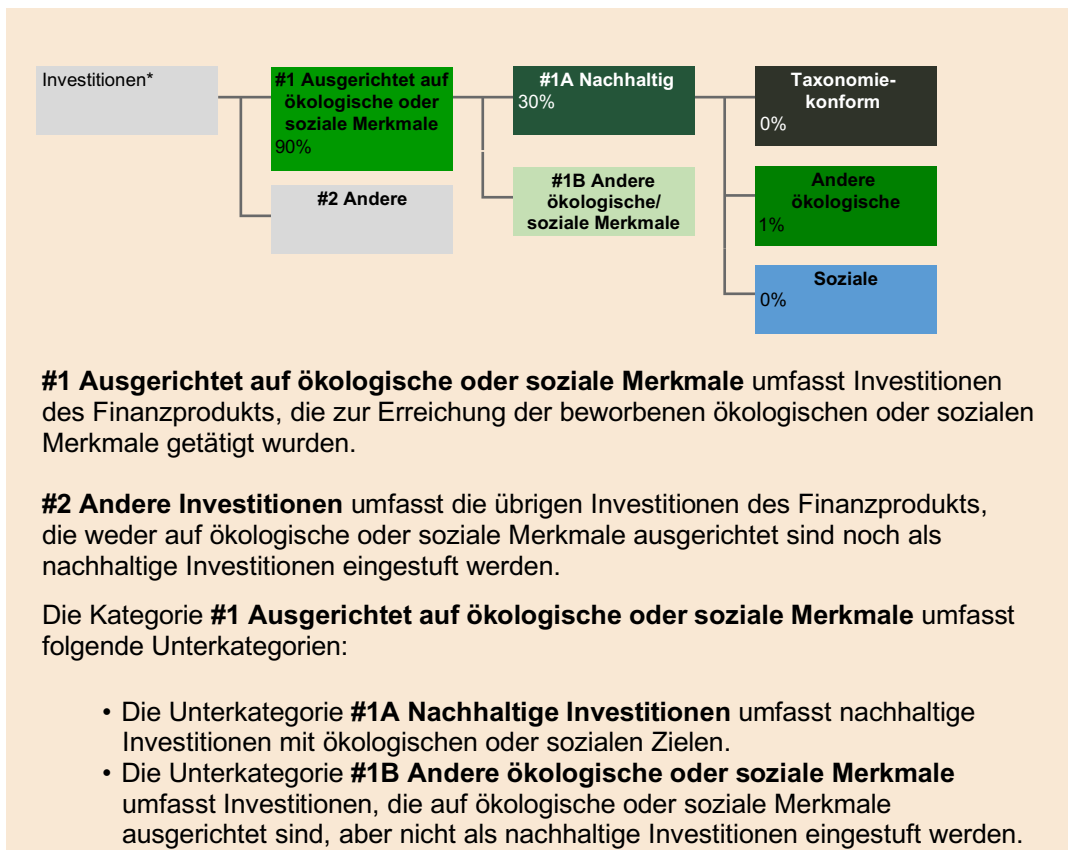 Investitionen*
#1 Ausgerichtet auf
ökologische oder
soziale Merkmale
90%
#2 Andere
#1A Nachhaltig
30%
#1B Andere
ökologische/
soziale Merkmale
Taxonomie-
konform
0%
Andere
ökologische
1%
Soziale
0%
#1 Ausgerichtet auf ökologische oder soziale Merkmale umfasst Investitionen
des Finanzprodukts, die zur Erreichung der beworbenen ökologischen oder sozialen
Merkmale getätigt wurden.
#2 Andere Investitionen umfasst die übrigen Investitionen des Finanzprodukts,
die weder auf ökologische oder soziale Merkmale ausgerichtet sind noch als
nachhaltige Investitionen eingestuft werden.
Die Kategorie #1 Ausgerichtet auf ökologische oder soziale Merkmale umfasst
folgende Unterkategorien:
• Die Unterkategorie #1A Nachhaltige Investitionen umfasst nachhaltige
Investitionen mit ökologischen oder sozialen Zielen.
• Die Unterkategorie #1B Andere ökologische oder soziale Merkmale
umfasst Investitionen, die auf ökologische oder soziale Merkmale
ausgerichtet sind, aber nicht als nachhaltige Investitionen eingestuft werden.